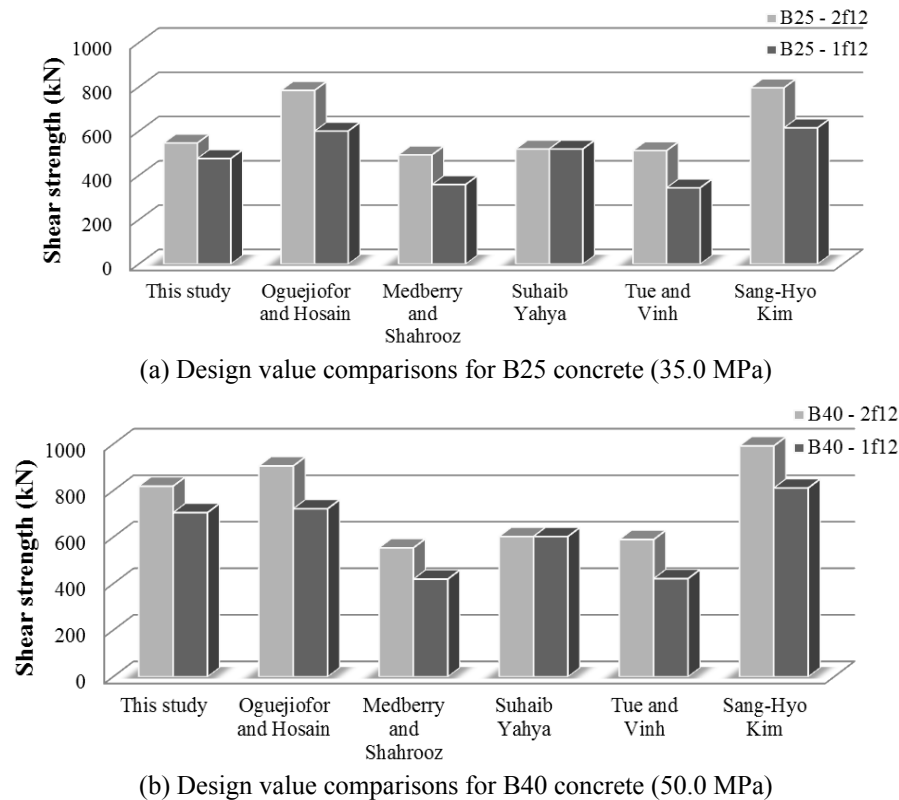 B25 - 2f12
B25 - 1f12
Shear strength (kN)
1000
800
600
400
200
0
This study
Oguejiofor
and Hosain
Medberry
and
Shahrooz
Suhaib
Yahya
Tue and
Vinh
Sang-Hyo
Kim
(a) Design value comparisons for B25 concrete (35.0 MPa)
B40 - 2f12
B40 - 1f12
Shear strength (kN)
1000
800
600
400
200
0
This study
Oguejiofor
and Hosain
Medberry
and
Shahrooz
Suhaib
Yahya
Tue and
Vinh
Sang-Hyo
Kim
(b) Design value comparisons for B40 concrete (50.0 MPa)